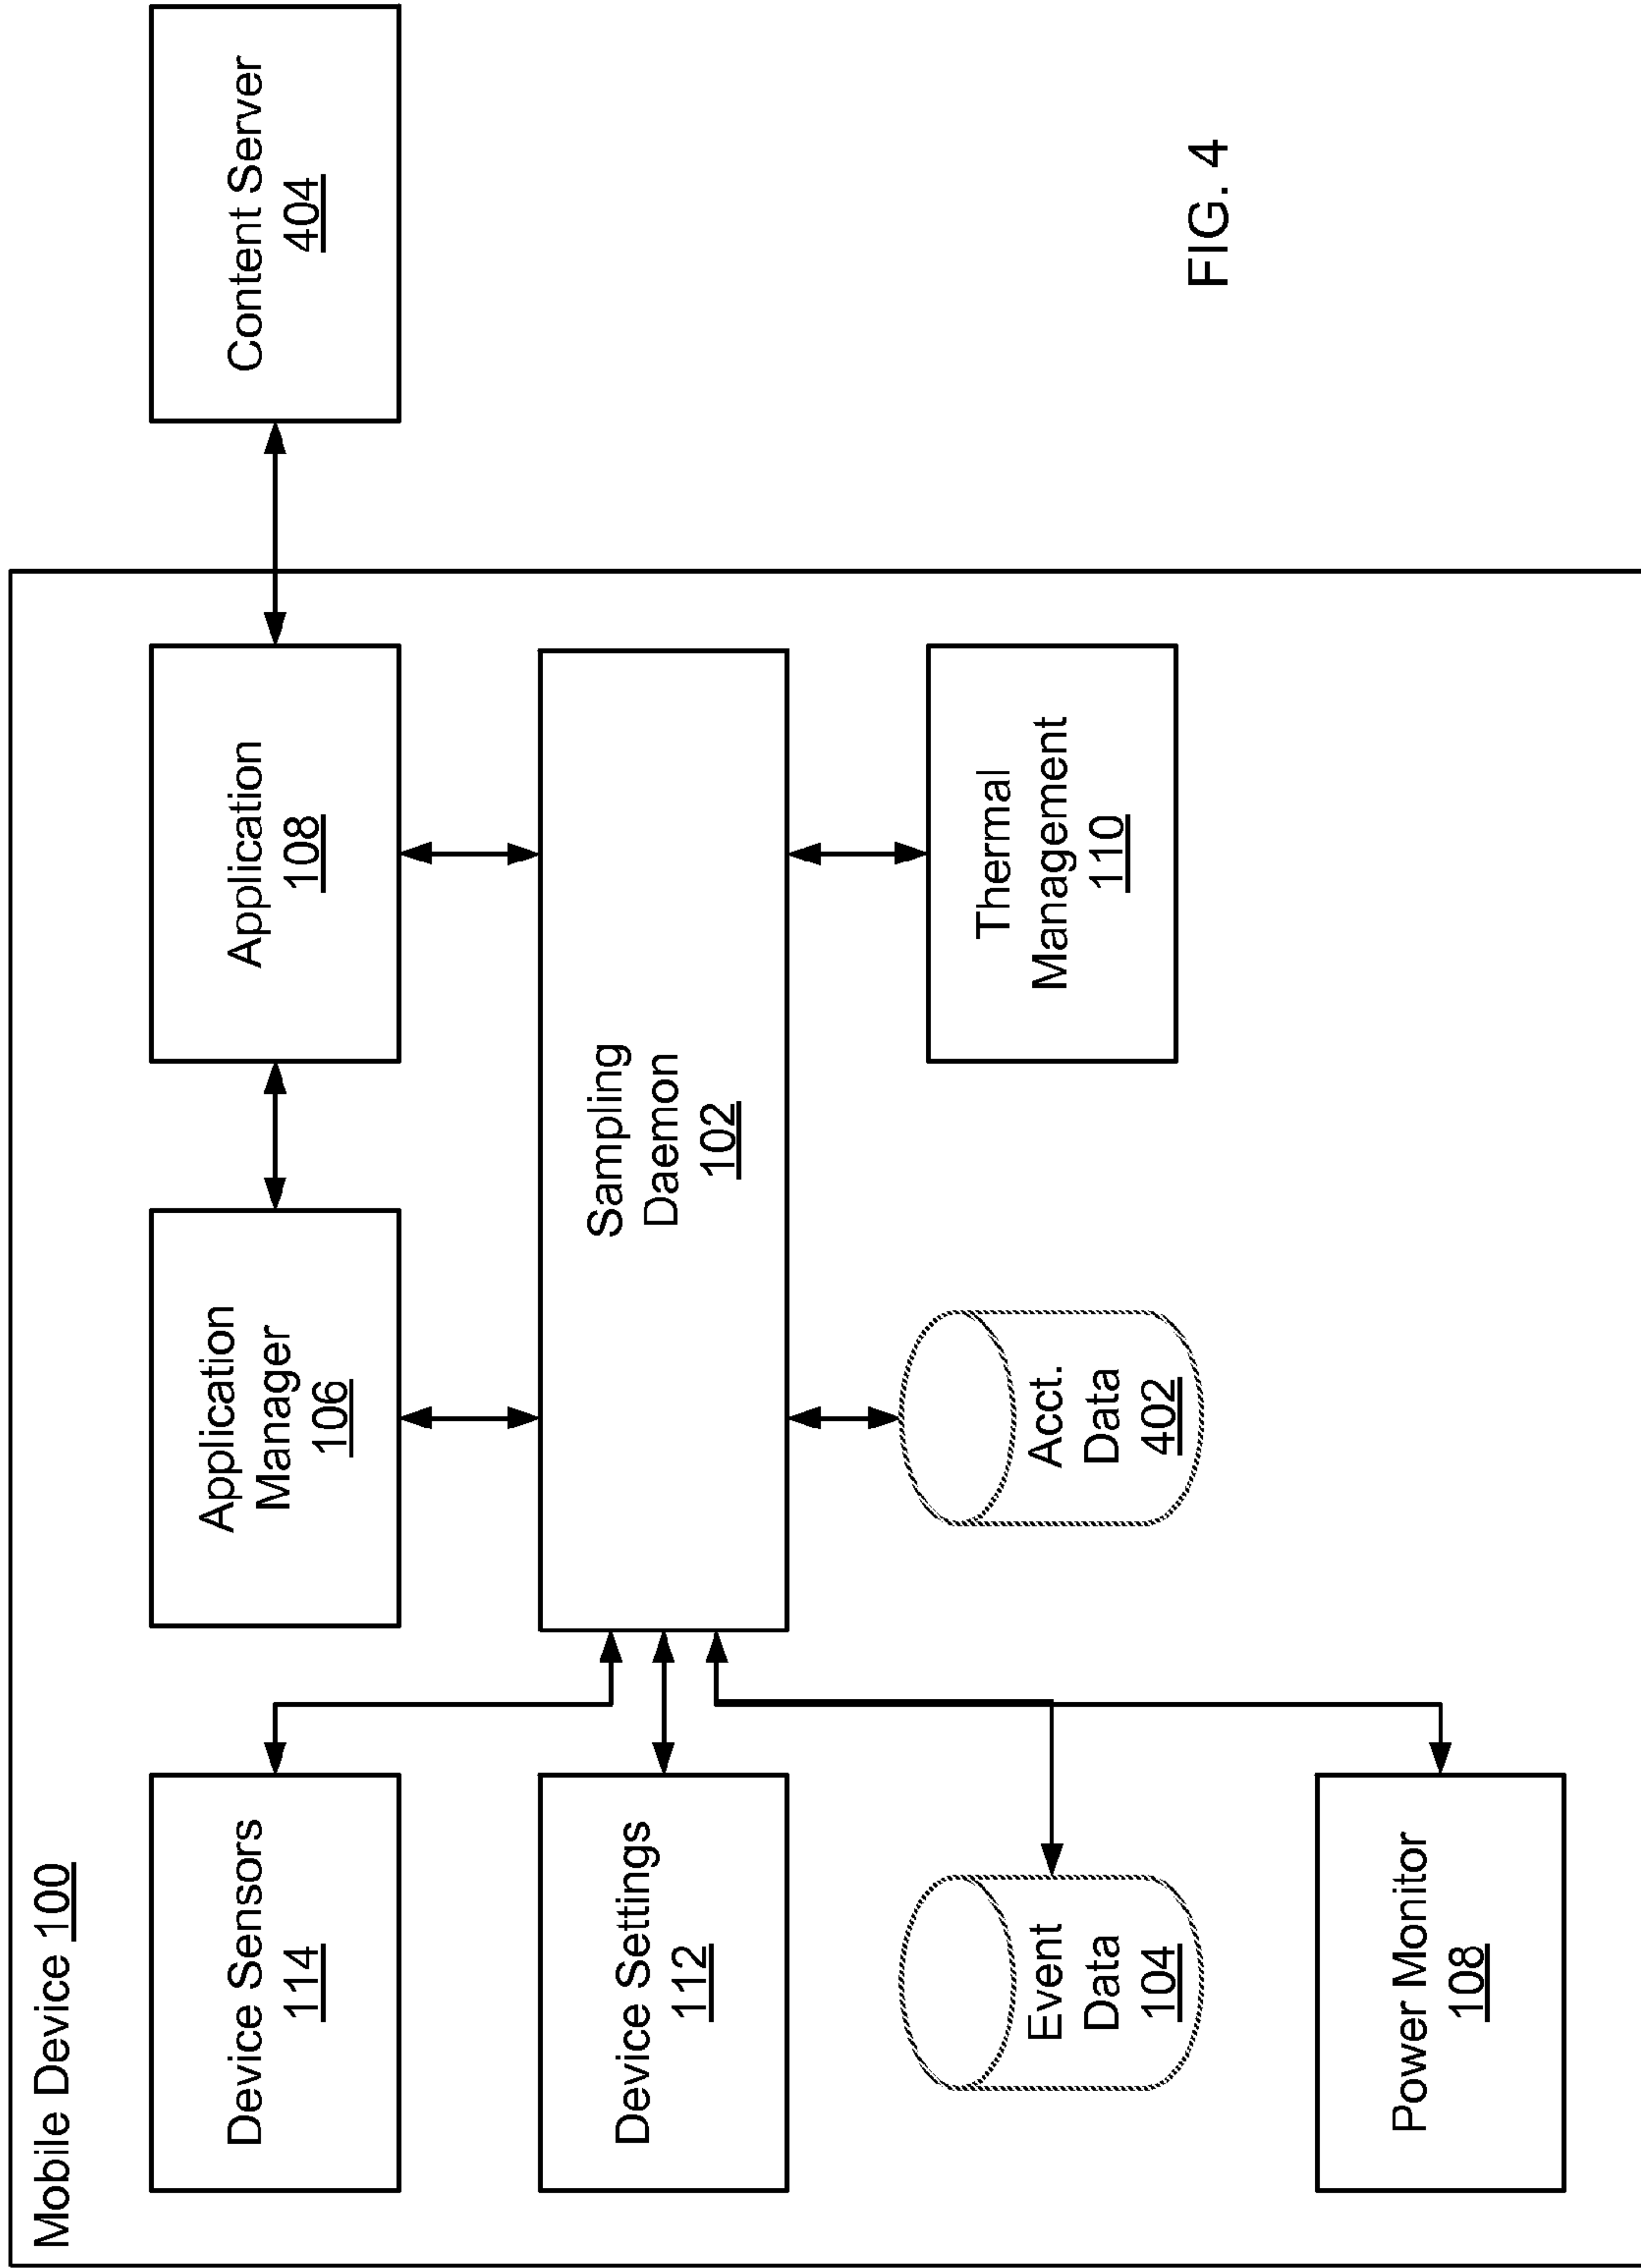 Mobile Device 100
Device Sensors
114
Application
Manager
106
Application
108
Content Server
404
Device Settings
112
Sampling
Daemon
102
Event
Data
104
Acct.
Data
402
Thermal
Management
110
Power Monitor
108
FIG. 4